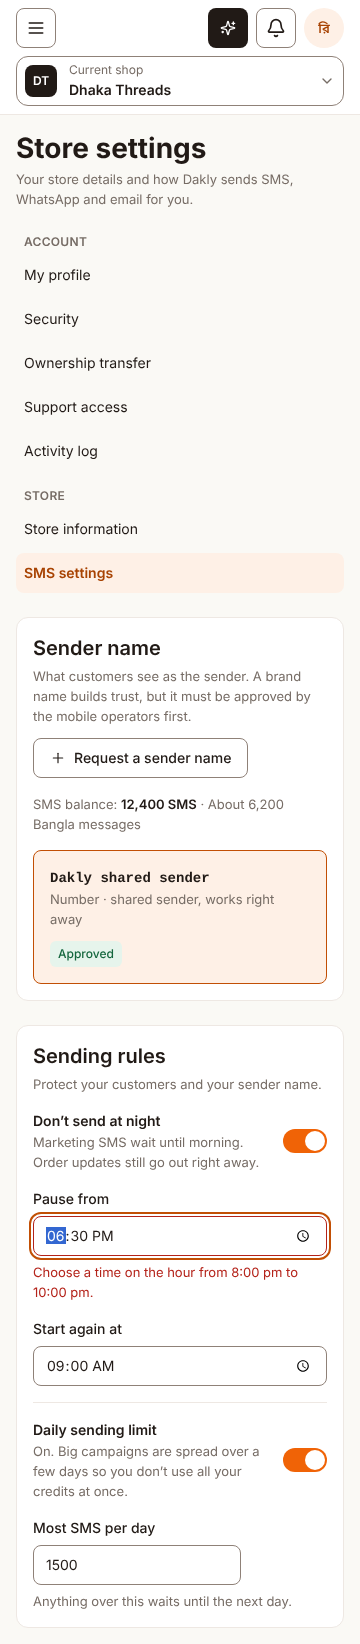 রি
DT
Current shop
Dhaka Threads
Store settings
Your store details and how Dakly sends SMS,
WhatsApp and email for you.
ACCOUNT
My profile
Security
Ownership transfer
Support access
Activity log
STORE
Store information
SMS settings
Sender name
What customers see as the sender. A brand
name builds trust, but it must be approved by
the mobile operators first.
Request a sender name
SMS balance: 12,400 SMS · About 6,200
Bangla messages
Dakly shared sender
Number · shared sender, works right
away
Approved
Sending rules
Protect your customers and your sender name.
Don’t send at night
Marketing SMS wait until morning.
Order updates still go out right away.
Pause from
06:30 PM
Choose a time on the hour from 8:00 pm to
10:00 pm.
Start again at
09:00 AM
Daily sending limit
On. Big campaigns are spread over a
few days so you don’t use all your
credits at once.
Most SMS per day
1500
Anything over this waits until the next day.